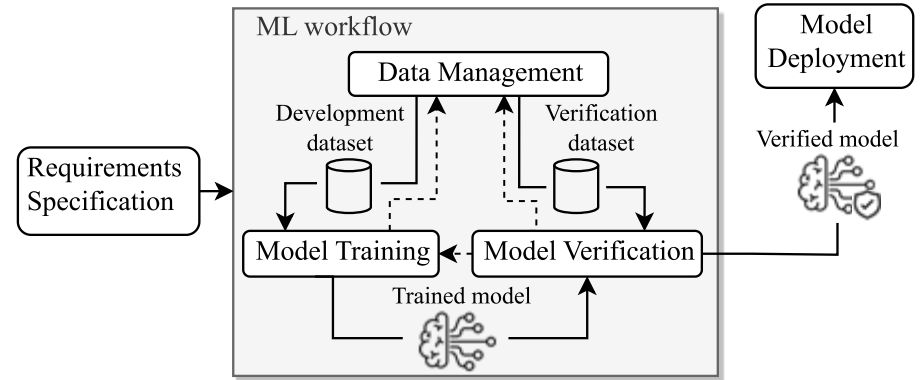 ML workflow
Model
Deployment
Data Management
Development
dataset
Verification
dataset
Verified model
Requirements
Specification
Model Training
Model Verification
Trained model